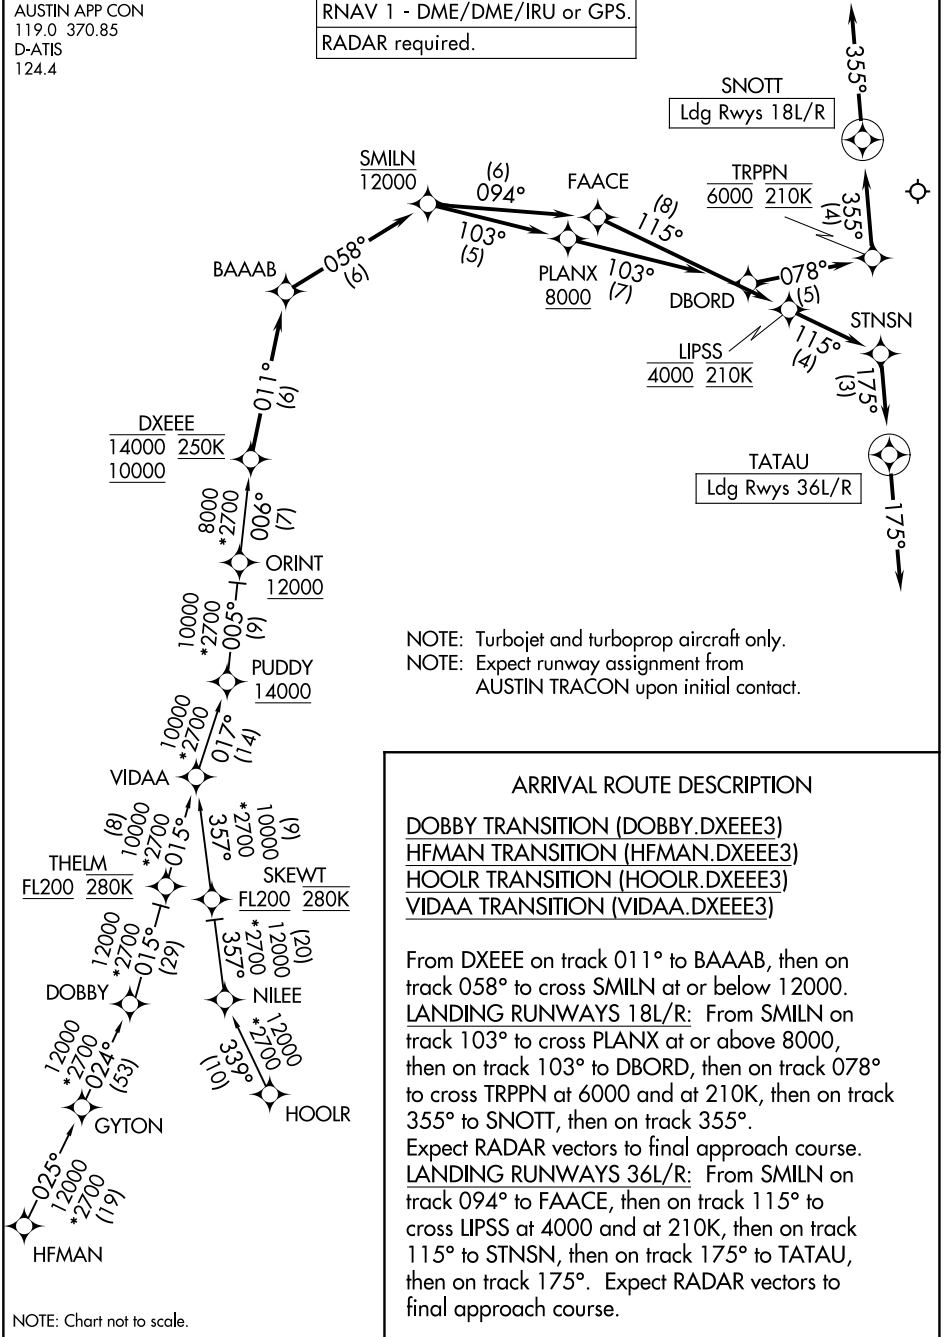 AUSTIN APP CON
119.0 370.85
D-ATIS
124.4
RNAV 1 - DME/DME/IRU or GPS.
RADAR required.
355°
SNOTT
Ldg Rwys 18L/R
SMILN
12000
(6)
094°
FAACE
TRPPN
6000 210K
355°
(4)
(8)
115°
103°
(5)
058°
(6)
BAAAB
PLANX
8000
103°
(7)
DBORD
078°
(5)
STNSN
LIPSS
4000 210K
115°
(4)
175°
(3)
011°
(6)
DXEEE
14000 250K
10000
TATAU
Ldg Rwys 36L/R
175°
8000
*2700
006°
(7)
ORINT
12000
10000
*2700
005°
(9)
NOTE: Turbojet and turboprop aircraft only.
NOTE: Expect runway assignment from
AUSTIN TRACON upon initial contact.
PUDDY
14000
10000
*2700
017°
(14)
VIDAA
(8)
10000
*2700
015°
(9)
10000
*2700
357°
THELM
FL200 280K
SKEWT
FL200 280K
12000
*2700
015°
(29)
(20)
12000
*2700
357°
DOBBY
NILEE
12000
*2700
024°
(53)
12000
*2700
339°
(10)
GYTON
HOOLR
025°
12000
*2700
(19)
HFMAN
NOTE: Chart not to scale.
ARRIVAL ROUTE DESCRIPTION
DOBBY TRANSITION (DOBBY.DXEEE3)
HFMAN TRANSITION (HFMAN.DXEEE3)
HOOLR TRANSITION (HOOLR.DXEEE3)
VIDAA TRANSITION (VIDAA.DXEEE3)
From DXEEE on track 011° to BAAAB, then on
track 058° to cross SMILN at or below 12000.
LANDING RUNWAYS 18L/R: From SMILN on
track 103° to cross PLANX at or above 8000,
then on track 103° to DBORD, then on track 078°
to cross TRPPN at 6000 and at 210K, then on track
355° to SNOTT, then on track 355°.
Expect RADAR vectors to final approach course.
LANDING RUNWAYS 36L/R: From SMILN on
track 094° to FAACE, then on track 115° to
cross LIPSS at 4000 and at 210K, then on track
115° to STNSN, then on track 175° to TATAU,
then on track 175°. Expect RADAR vectors to
final approach course.